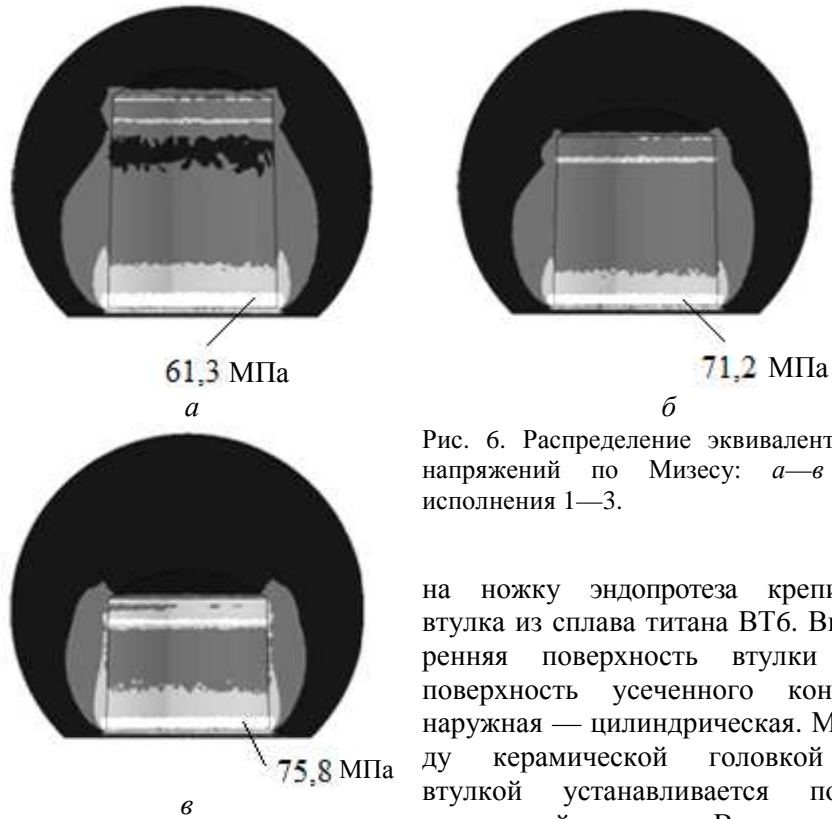 61,3 МПа
а
71,2 МПа
б
Рис. 6. Распределение эквивалент
напряжений по Мизесу: а—в
исполнения 1—3.
75,8 МПа
в
на ножку эндопротеза крепи
втулка из сплава титана ВТ6. Вн
ренняя поверхность втулки
поверхность усеченного кон
наружная — цилиндрическая. М
ду керамической головкой
втулкой устанавливается по